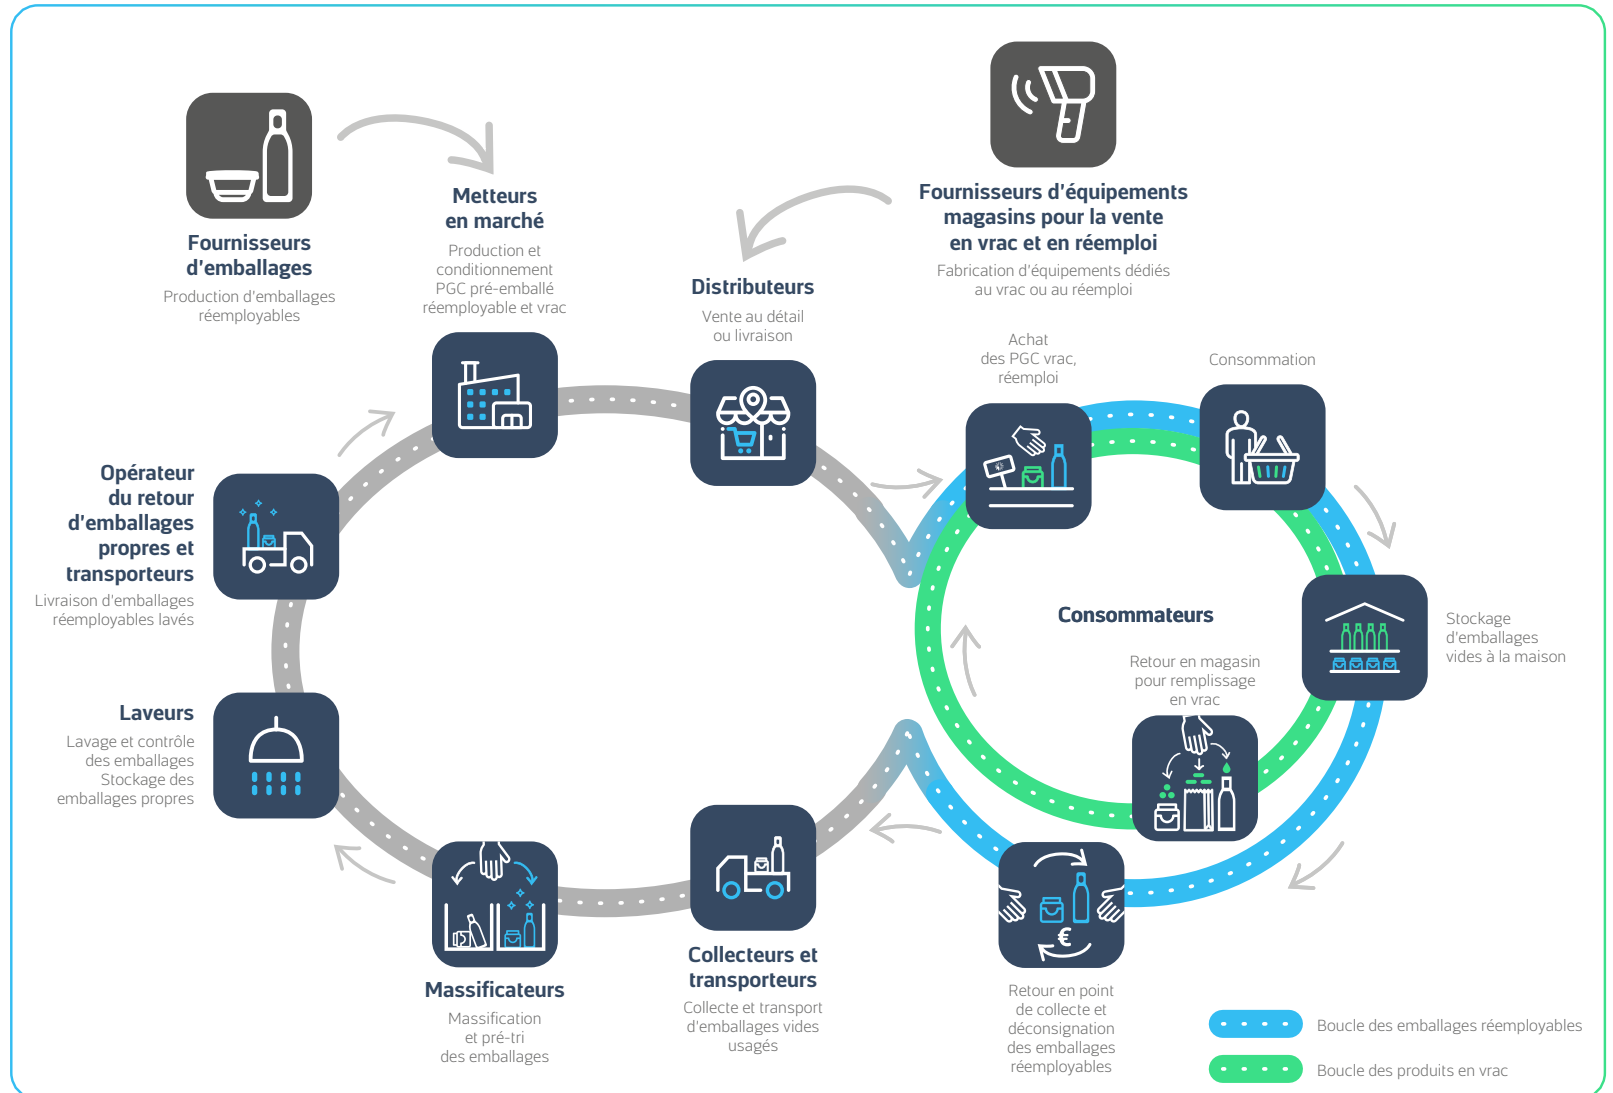 Fournisseurs
d'emballages
Production d'emballages
réemployables
Metteurs
en marché
Production et
conditionnement
PGC pré-emballé
réemployable et vrac
Distributeurs
Vente au détail
ou livraison
Fournisseurs d'équipements
magasins pour la vente
en vrac et en réemploi
Fabrication d'équipements dédiés
au vrac ou au réemploi
Achat
des PGC vrac,
réemploi
Consommation
Opérateur
du retour
d'emballages
propres et
transporteurs
Livraison d'emballages
réemployables lavés
Consommateurs
Stockage
d'emballages
vides à la maison
Retour en magasin
pour remplissage
en vrac
Laveurs
Lavage et contrôle
des emballages
Stockage des
emballages propres
€
Massificateurs
Massification
et pré-tri
des emballages
Collecteurs et
transporteurs
Collecte et transport
d'emballages vides
usagés
Retour en point
de collecte et
déconsignation
des emballages
réemployables
Boucle des emballages réemployables
Boucle des produits en vrac